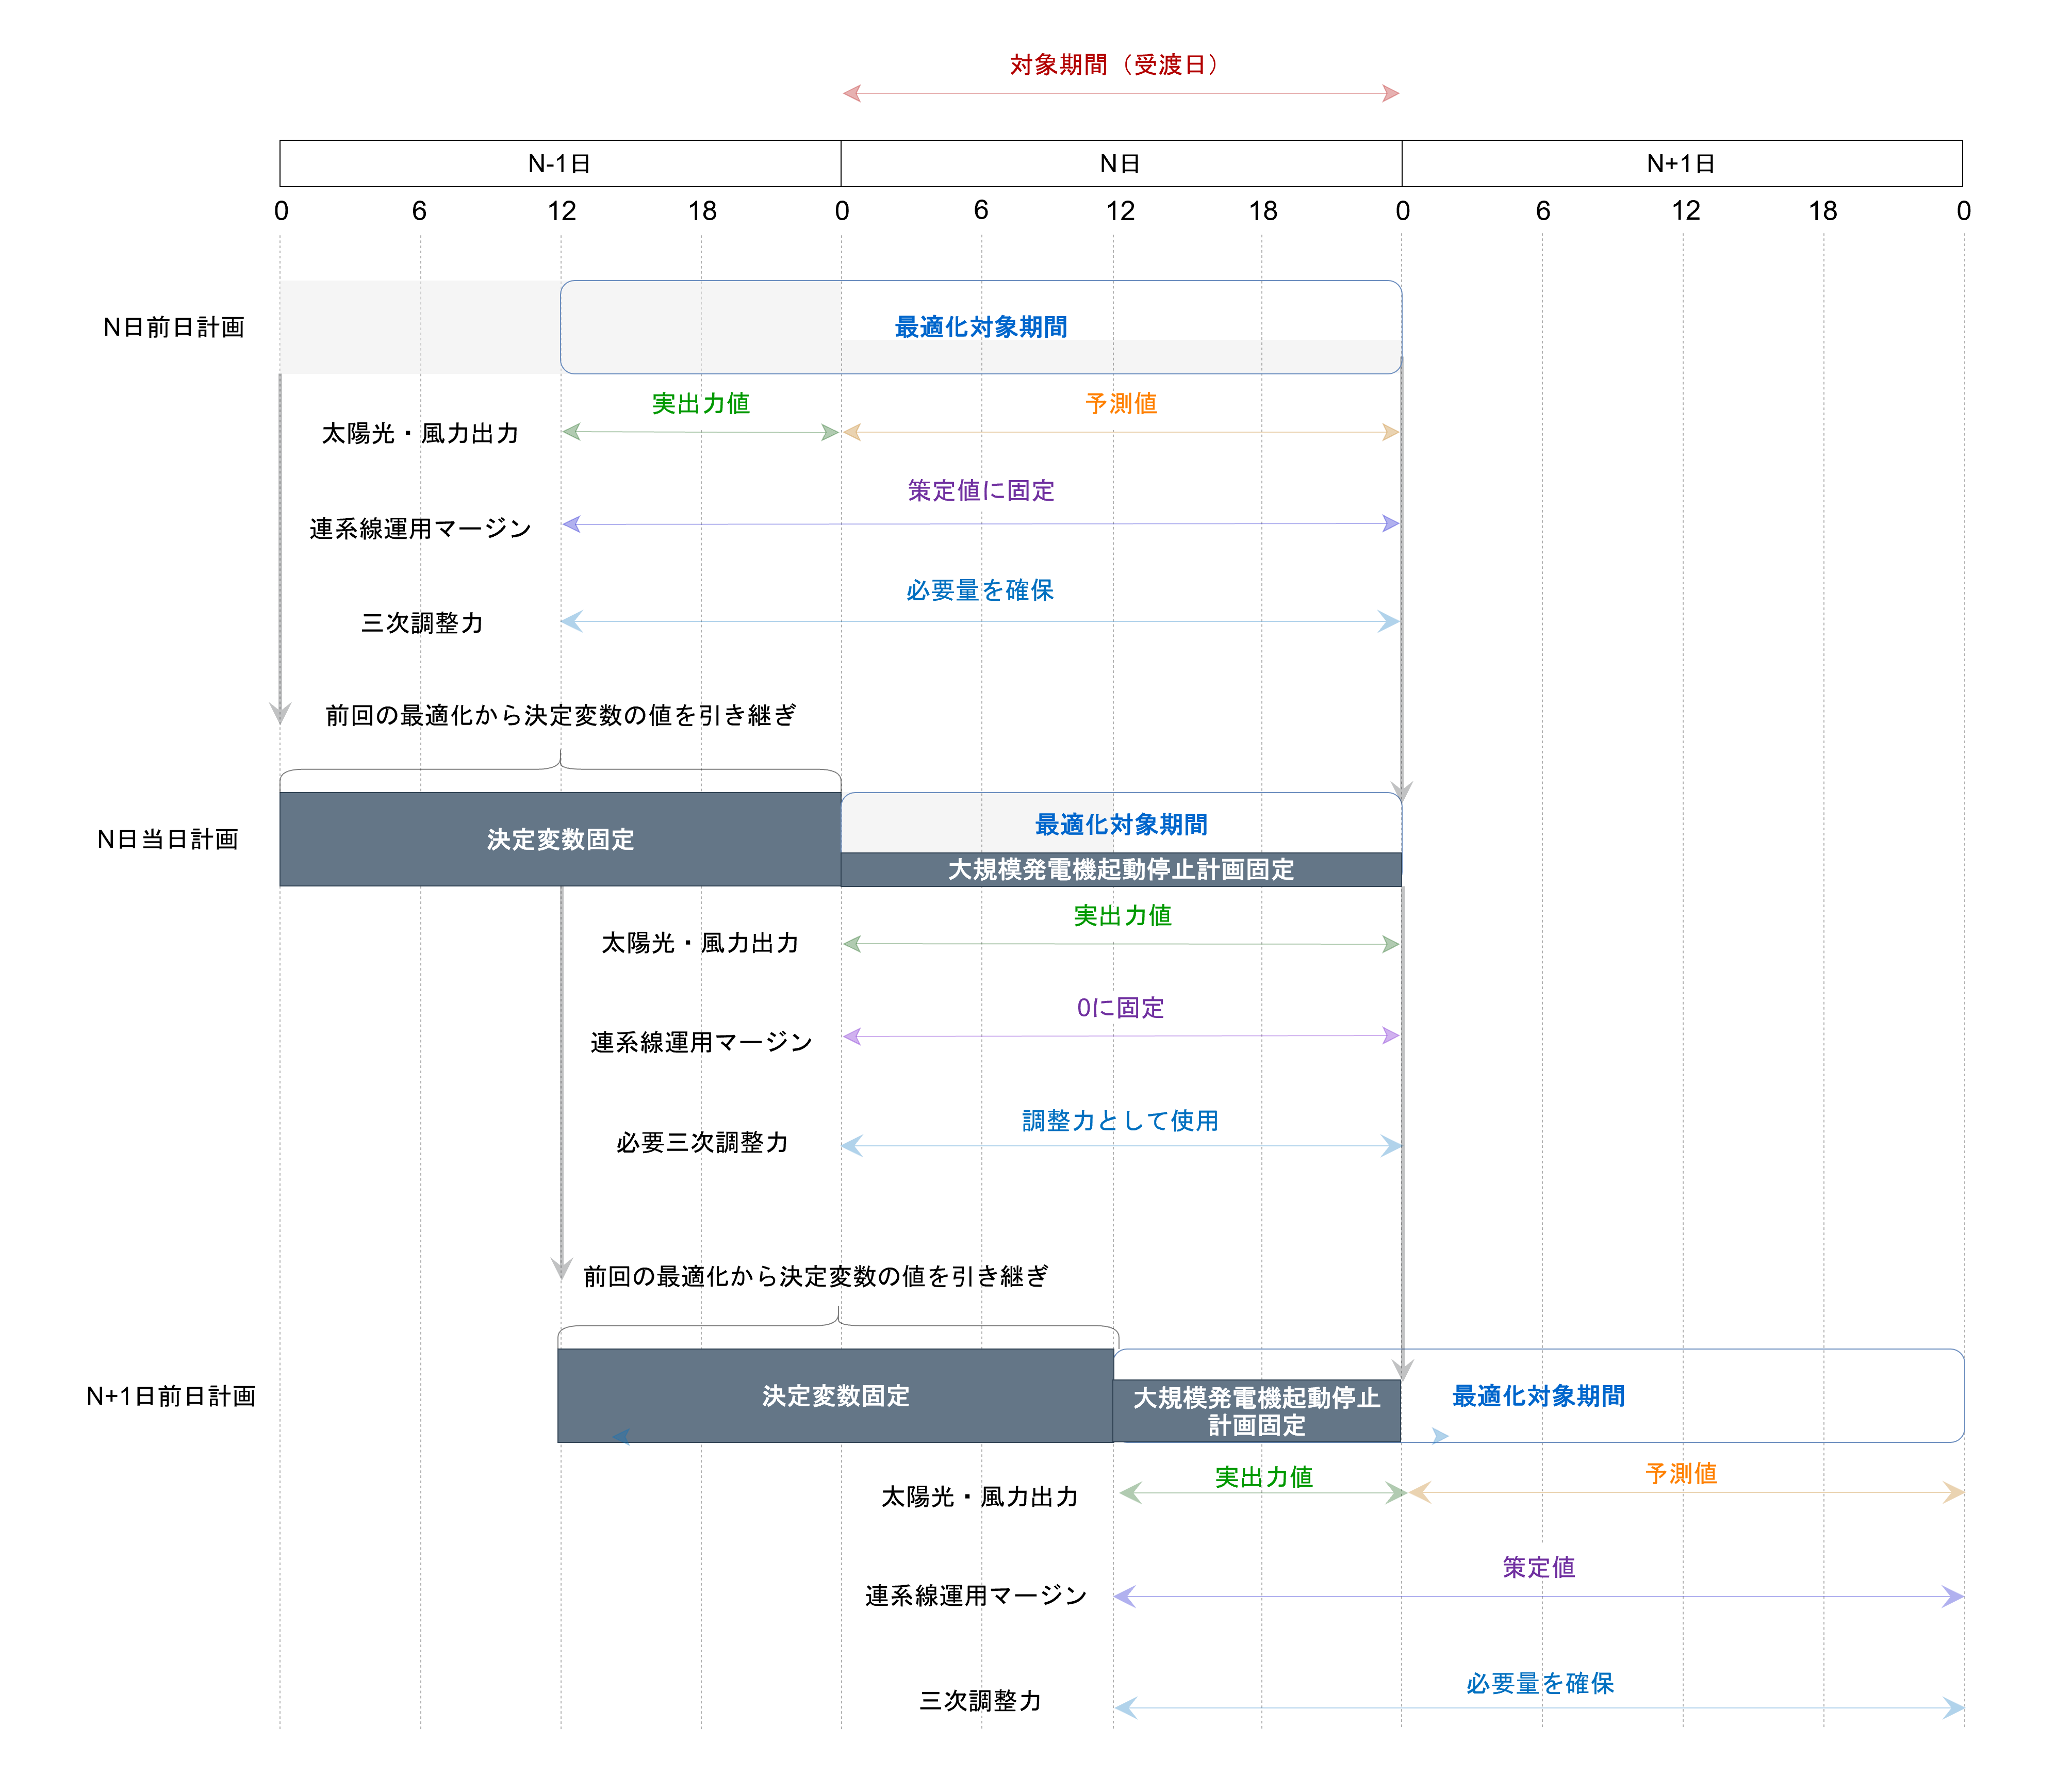 対象期間（受渡日）
N-1日
N日
N+1日
0 6 12 18 0 6 12 18 0 6 12 18 0
N日前日計画
最適化対象期間
実出力値
予測値
太陽光・風力出力
策定値に固定
連系線運用マージン
必要量を確保
三次調整力
前回の最適化から決定変数の値を引き継ぎ
N日当日計画
決定変数固定
最適化対象期間
大規模発電機起動停止計画固定
実出力値
太陽光・風力出力
0に固定
連系線運用マージン
調整力として使用
必要三次調整力
前回の最適化から決定変数の値を引き継ぎ
N+1日前日計画
決定変数固定
大規模発電機起動停止
計画固定
最適化対象期間
実出力値
予測値
太陽光・風力出力
策定値
連系線運用マージン
必要量を確保
三次調整力